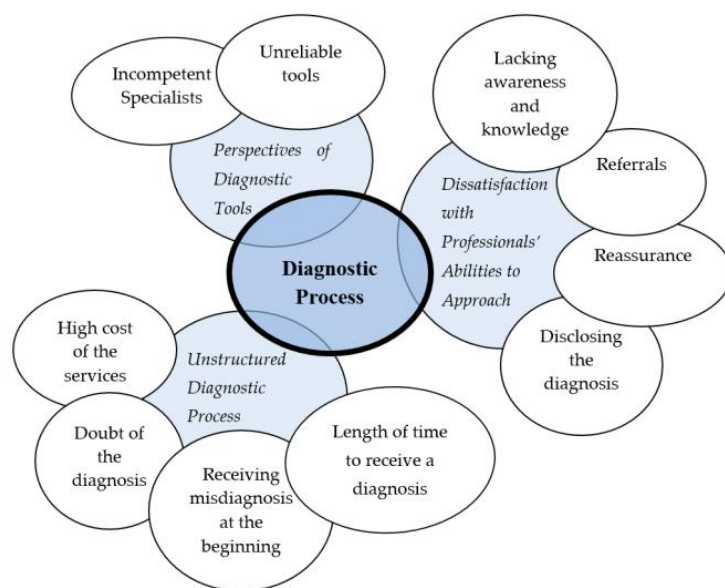 Incompetent
Specialists
Unreliable
tools
Perspectives of
Diagnostic
Tools
Lacking
awareness
and
knowledge
Referrals
Reassurance
Disclosing
the
diagnosis
Dissatisfaction
with
Professionals’
Abilities to
Approach
Diagnostic
Process
High cost
of the
services
Unstructured
Diagnostic
Process
Doubt of
the
diagnosis
Receiving
misdiagnosis
at the
beginning
Length of time
to receive a
diagnosis